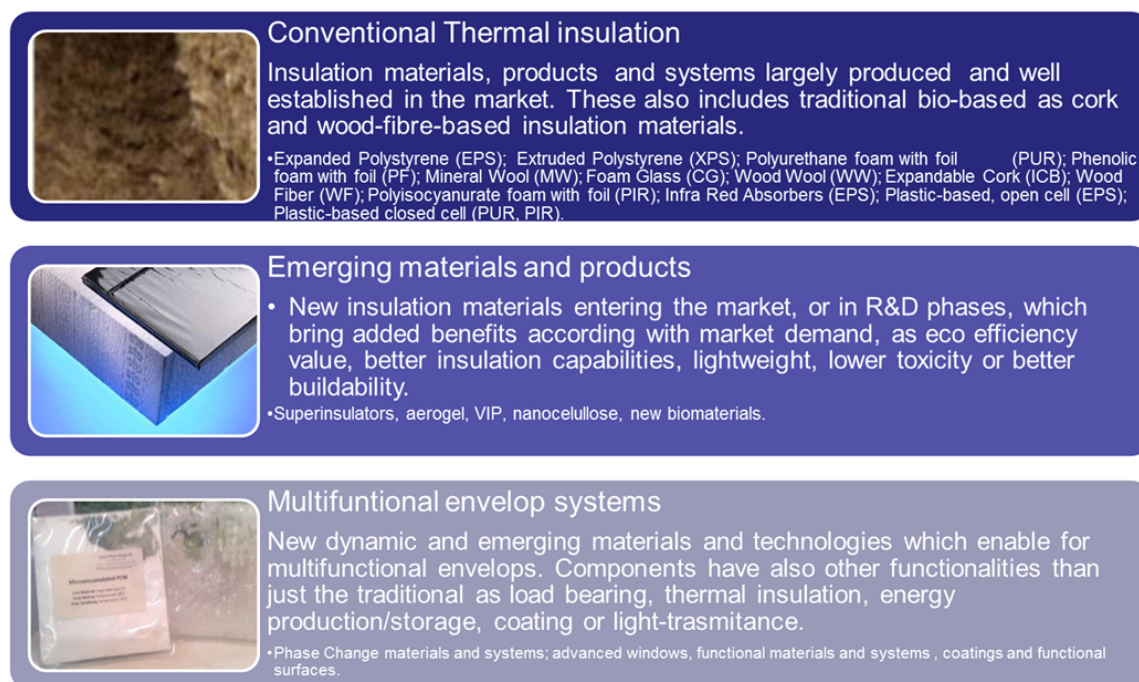 Conventional Thermal insulation
Insulation materials, products and systems largely produced and well
established in the market. These also includes traditional bio-based as cork
and wood-fibre-based insulation materials.
•Expanded Polystyrene (EPS); Extruded Polystyrene (XPS); Polyurethane foam with foil (PUR); Phenolic
foam with foil (PF); Mineral Wool (MW); Foam Glass (CG); Wood Wool (WW); Expandable Cork (ICB); Wood
Fiber (WF); Polyisocyanurate foam with foil (PIR); Infra Red Absorbers (EPS); Plastic-based, open cell (EPS);
Plastic-based closed cell (PUR, PIR).
Emerging materials and products
• New insulation materials entering the market, or in R&D phases, which
bring added benefits according with market demand, as eco efficiency
value, better insulation capabilities, lightweight, lower toxicity or better
buildability.
•Superinsulators, aerogel, VIP, nanocelullose, new biomaterials.
Multifuntional envelop systems
New dynamic and emerging materials and technologies which enable for
multifunctional envelops. Components have also other functionalities than
just the traditional as load bearing, thermal insulation, energy
production/storage, coating or light-trasmitance.
•Phase Change materials and systems; advanced windows, functional materials and systems , coatings and functional
surfaces.
Microencapsulated PCM